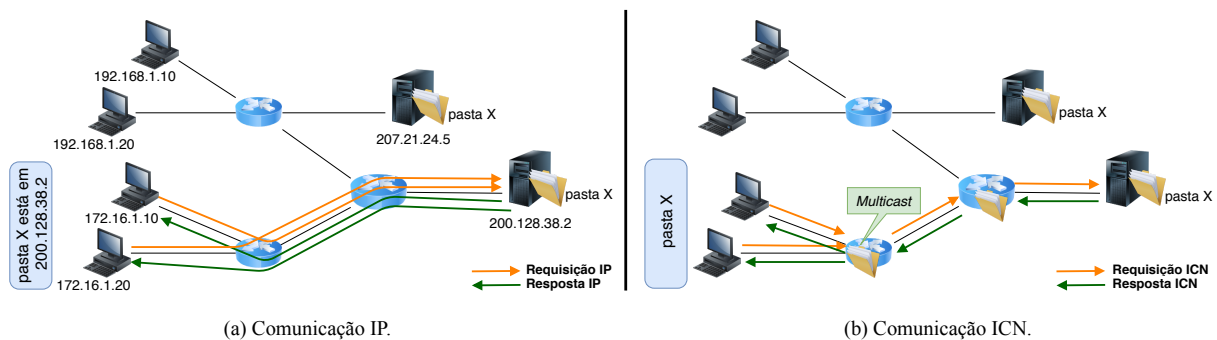 192.168.1.10
192.168.1.20
pasta X
207.21.24.5
pasta X está em
200.128.38.2
172.16.1.10
172.16.1.20
pasta X
200.128.38.2
Requisição IP
Resposta IP
(a) Comunicação IP.
pasta X
pasta X
Multicast
pasta X
Requisição ICN
Resposta ICN
(b) Comunicação ICN.